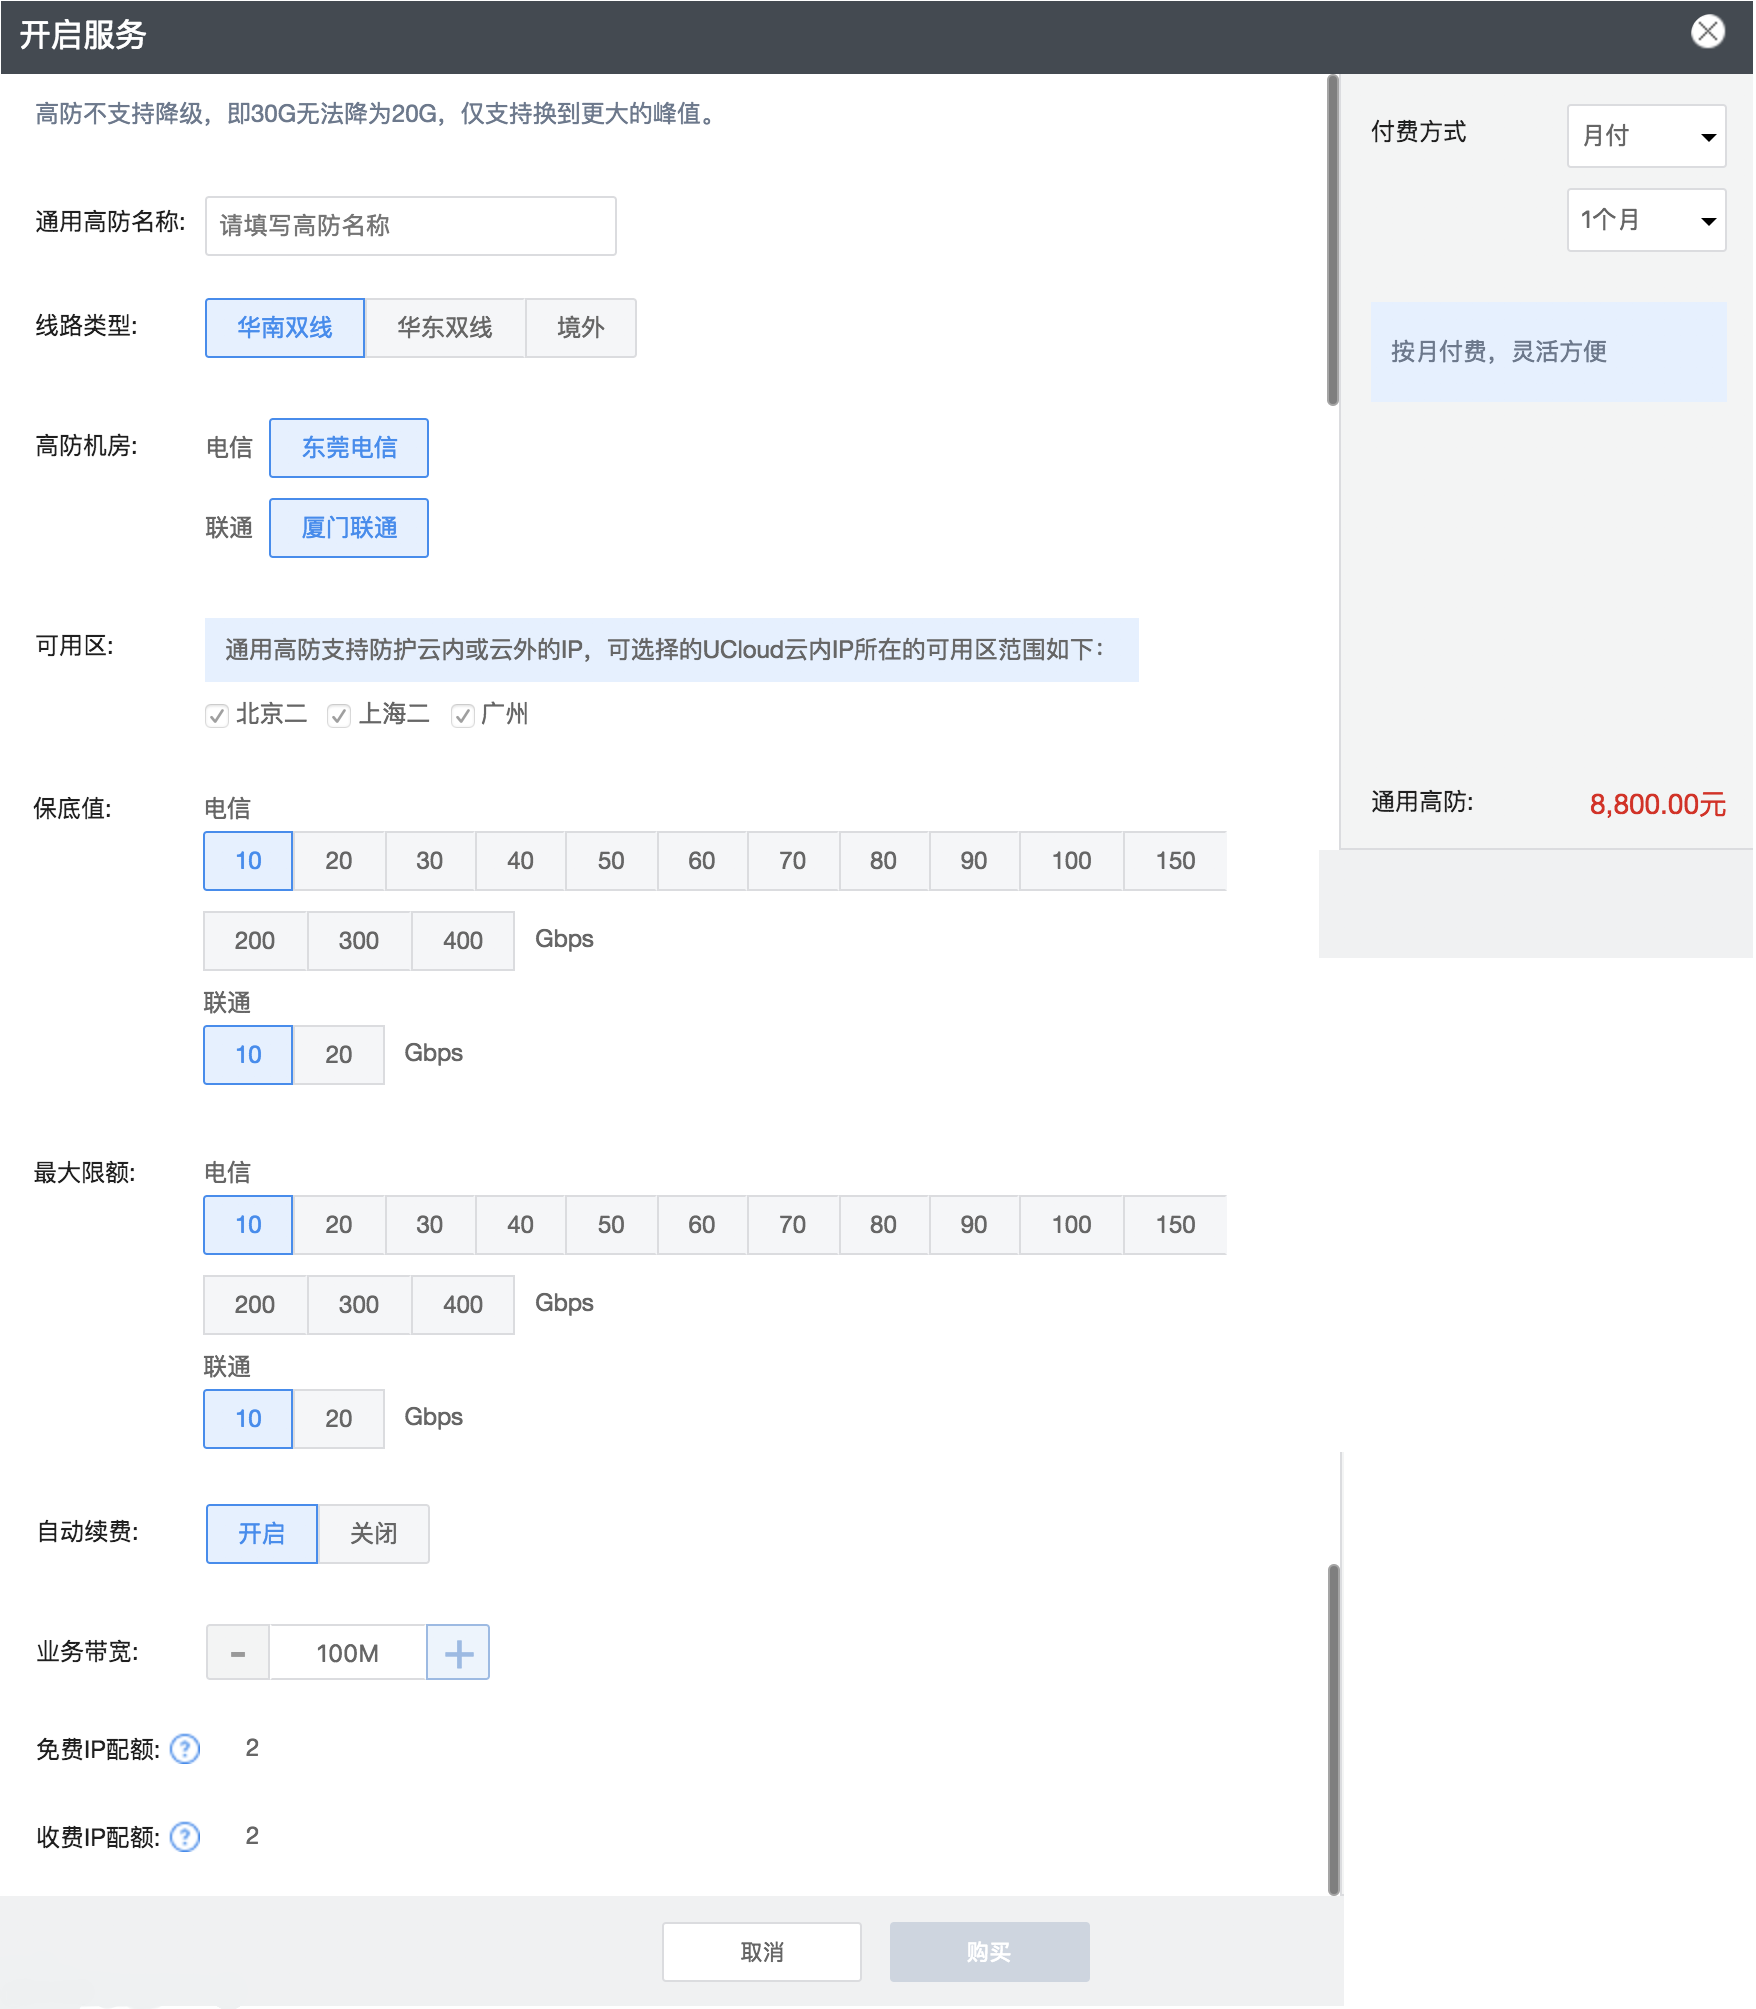 开启服务
高防不支持降级，即30G无法降为20G，仅支持换到更大的峰值。
通用高防名称: 请填写高防名称
线路类型: 华南双线 华东双线 境外
高防机房: 电信 东莞电信
联通 厦门联通
可用区: 通用高防支持防护云内或云外的IP，可选择的UCloud云内IP所在的可用区范围如下：
北京二 上海二 广州
保底值: 电信
10 20 30 40 50 60 70 80 90 100 150
200 300 400 Gbps
联通
10 20 Gbps
最大限额: 电信
10 20 30 40 50 60 70 80 90 100 150
200 300 400 Gbps
联通
10 20 Gbps
自动续费: 开启 关闭
业务带宽: - 100M +
免费IP配额: ? 2
收费IP配额: ? 2
取消 购买
付费方式 月付
1个月
按月付费，灵活方便
通用高防: 8,800.00元